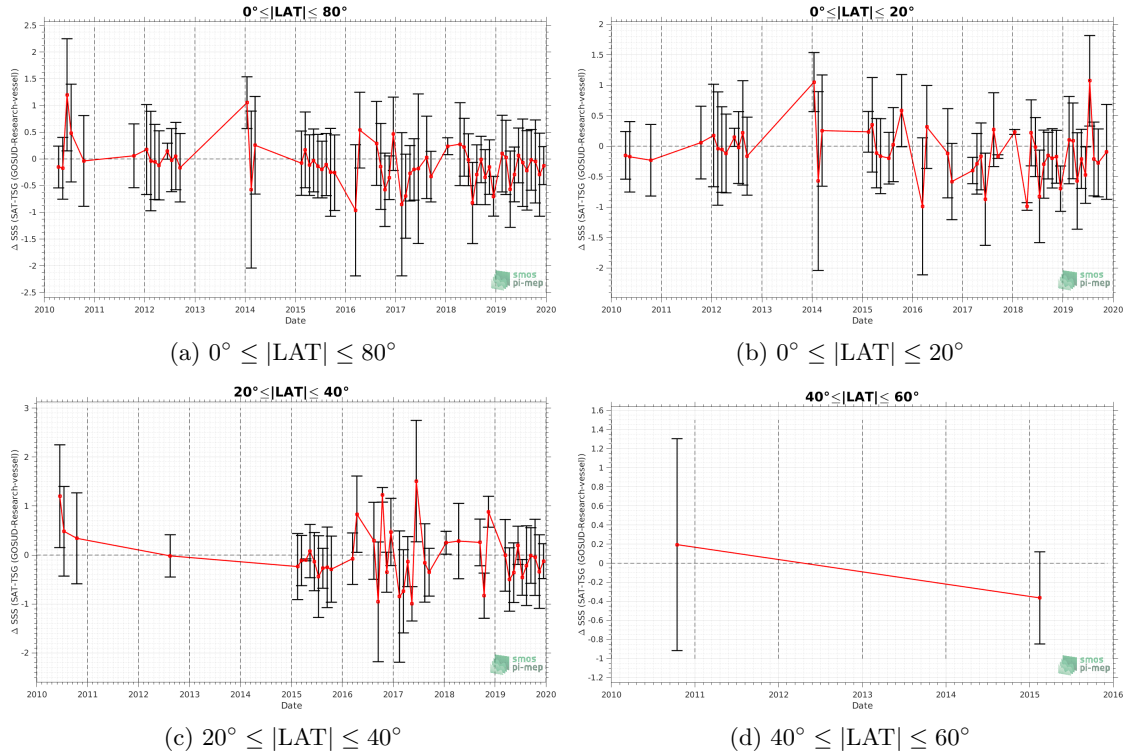 0°≤|LAT|≤ 80°
Δ SSS (SAT-TSG (GOSUD-Research-vessel))
2.5
2
1.5
1
0.5
0
-0.5
-1
-1.5
-2
-2.5
2010 2011 2012 2013 2014 2015 2016 2017 2018 2019 2020
Date
smos
pi-mep
(a) 0° ≤ |LAT| ≤ 80°
0°≤|LAT|≤ 20°
Δ SSS (SAT-TSG (GOSUD-Research-vessel))
2
1.5
1
0.5
0
-0.5
-1
-1.5
-2
2010 2011 2012 2013 2014 2015 2016 2017 2018 2019 2020
Date
smos
pi-mep
(b) 0° ≤ |LAT| ≤ 20°
20°≤|LAT|≤ 40°
Δ SSS (SAT-TSG (GOSUD-Research-vessel))
3
2
1
0
-1
-2
2010 2011 2012 2013 2014 2015 2016 2017 2018 2019 2020
Date
smos
pi-mep
(c) 20° ≤ |LAT| ≤ 40°
40°≤|LAT|≤ 60°
Δ SSS (SAT-TSG (GOSUD-Research-vessel))
1.6
1.4
1.2
1
0.8
0.6
0.4
0.2
0
-0.2
-0.4
-0.6
-0.8
-1
-1.2
2010 2011 2012 2013 2014 2015 2016
Date
smos
pi-mep
(d) 40° ≤ |LAT| ≤ 60°